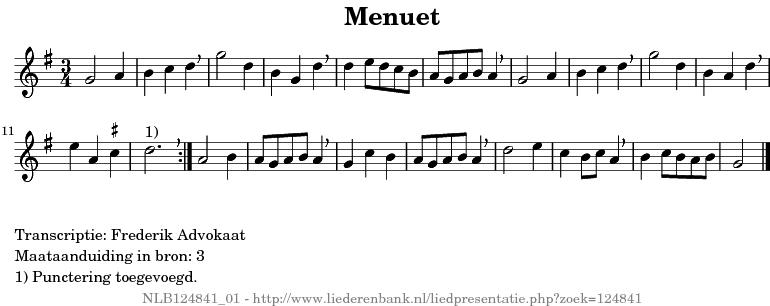 Menuet
3
4
11
♯
1)
Transcriptie: Frederik Advokaat
Maataanduiding in bron: 3
1) Punctering toegevoegd.
NLB124841_01 - http://www.liederenbank.nl/liedpresentatie.php?zoek=124841